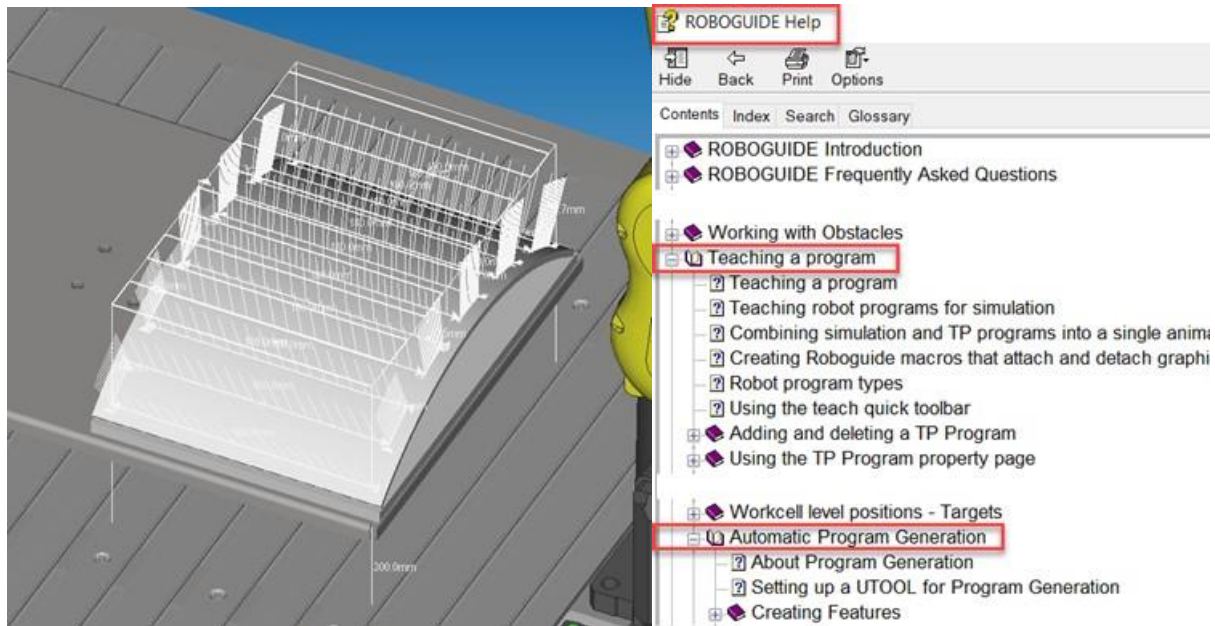 ROBOGUIDE Help
Hide Back Print Options
Contents Index Search Glossary
ROBOGUIDE Introduction
ROBOGUIDE Frequently Asked Questions
Working with Obstacles
Teaching a program
Teaching a program
Teaching robot programs for simulation
Combining simulation and TP programs into a single anima
Creating Roboguide macros that attach and detach graphi
Robot program types
Using the teach quick toolbar
Adding and deleting a TP Program
Using the TP Program property page
Workcell level positions - Targets
Automatic Program Generation
About Program Generation
Setting up a UTOOL for Program Generation
Creating Features
7mm
200.0mm